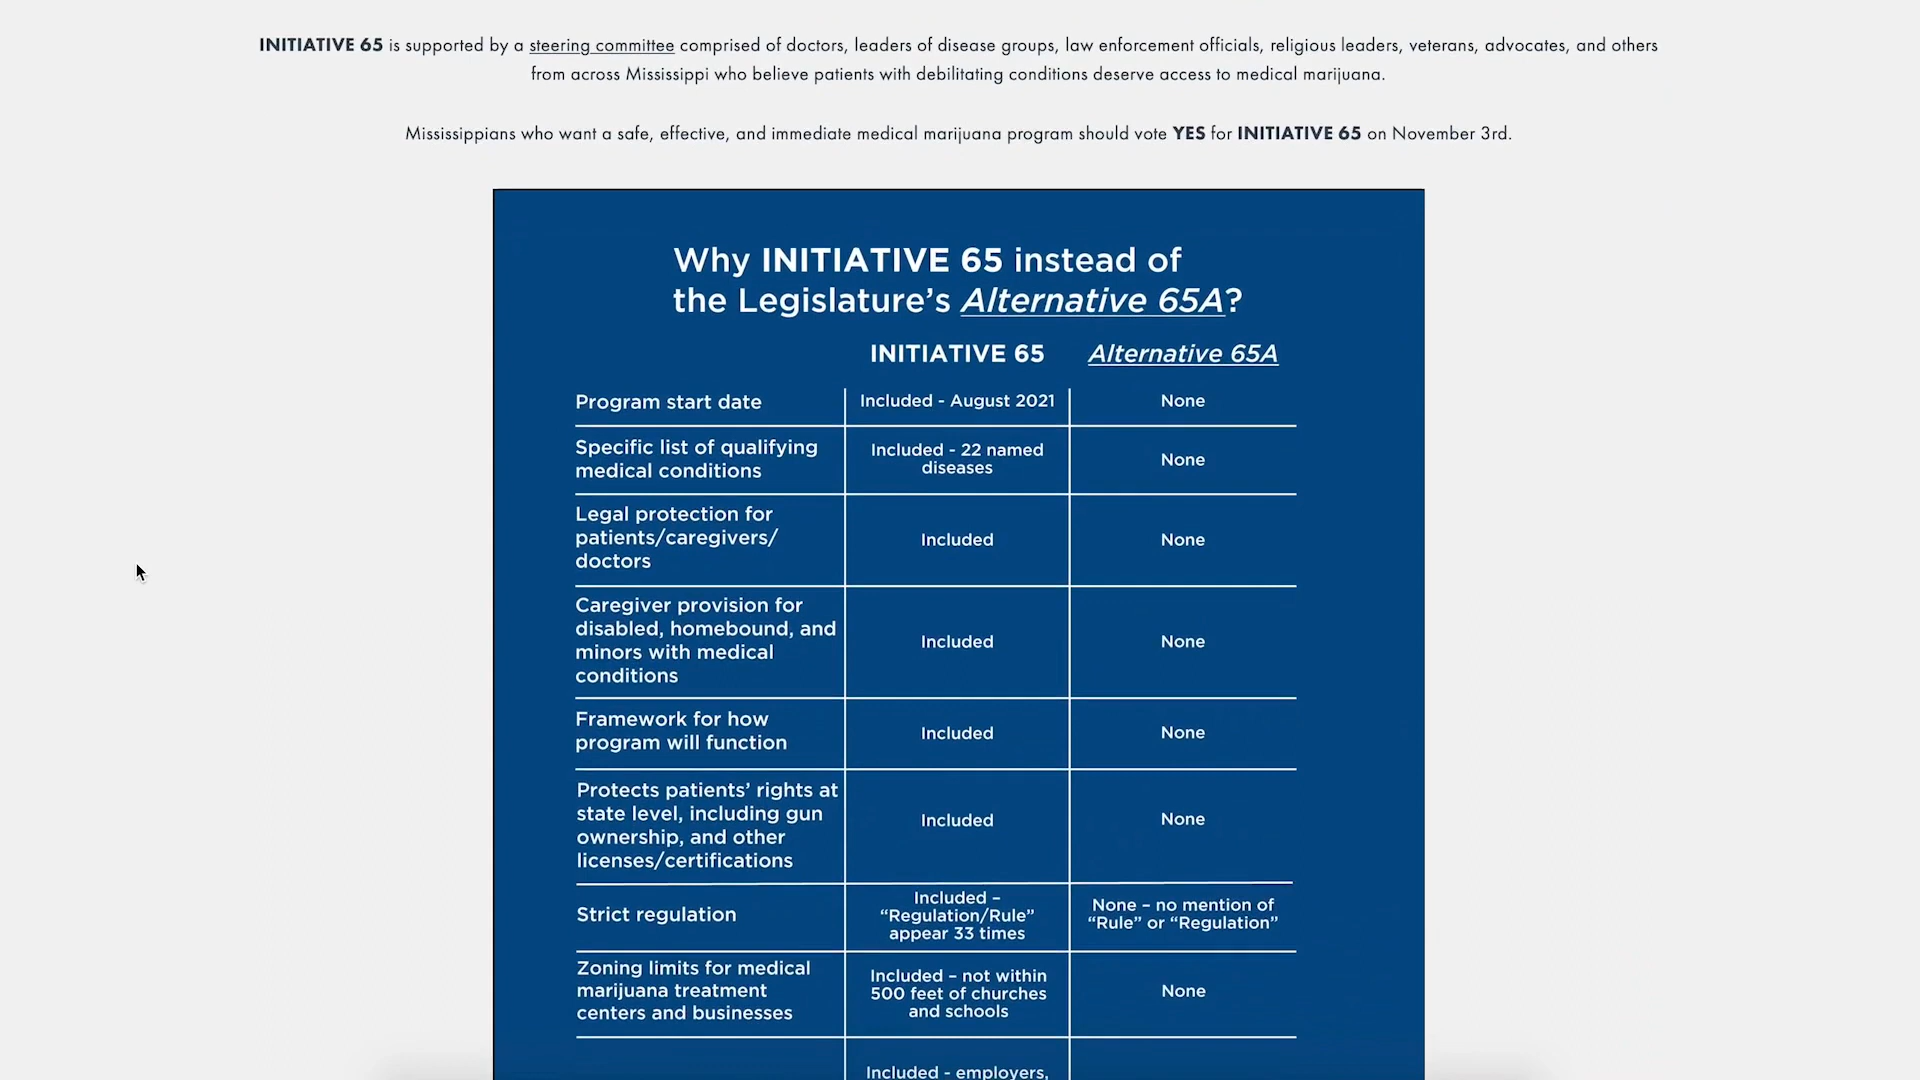 INITIATIVE 65 is supported by a steering committee comprised of doctors, leaders of disease groups, law enforcement officials, religious leaders, veterans, advocates, and others
from across Mississippi who believe patients with debilitating conditions deserve access to medical marijuana.
Mississippians who want a safe, effective, and immediate medical marijuana program should vote YES for INITIATIVE 65 on November 3rd.
Why INITIATIVE 65 instead of
the Legislature’s Alternative 65A?
INITIATIVE 65
Alternative 65A
Program start date
Included - August 2021
None
Specific list of qualifying
medical conditions
Included - 22 named
diseases
None
Legal protection for
patients/caregivers/
doctors
Included
None
Caregiver provision for
disabled, homebound, and
minors with medical
conditions
Included
None
Framework for how
program will function
Included
None
Protects patients’ rights at
state level, including gun
ownership, and other
licenses/certifications
Included
None
Strict regulation
Included –
“Regulation/Rule”
appear 33 times
None – no mention of
“Rule” or “Regulation”
Zoning limits for medical
marijuana treatment
centers and businesses
Included – not within
500 feet of churches
and schools
None
Included - employers,